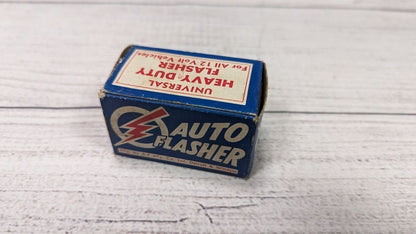 UNIVERSAL
HEAVY DUTY
FLASHER
For All 12 Volt Vehicles
AUTO
FLASHER